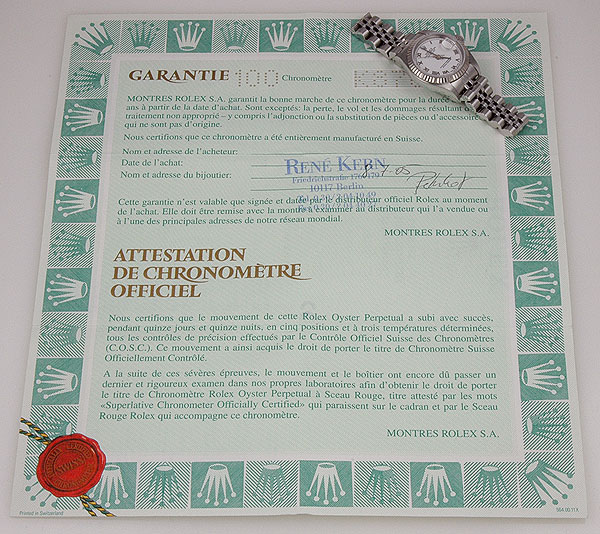 GARANTIE 100 Chronomètre
MONTRES ROLEX S.A. garantit la bonne marche de ce chronomètre pour la durée
ans à partir de la date d'achat. Sont exceptés: la perte, le vol et les dommages résultant
traitement non approprié – y compris l'adjonction ou la substitution de pièces ou d'accessoires
qui ne sont pas d'origine.
Nous certifions que ce chronomètre a été entièrement manufacturé en Suisse.
Nom et adresse de l'acheteur:
Date de l'achat:
Nom et adresse du bijoutier:
RENÉ KERN
Friedrichstraße
10117 Berlin
05
Cette garantie n'est valable que signée et datée par le distributeur officiel Rolex au moment
de l'achat. Elle doit être remise avec la montre à examiner au distributeur qui l'a vendue ou
à l'une des principales adresses de notre réseau mondial.
MONTRES ROLEX S.A.
ATTESTATION
DE CHRONOMÈTRE
OFFICIEL
Nous certifions que le mouvement de cette Rolex Oyster Perpetual a subi avec succès,
pendant quinze jours et quinze nuits, en cinq positions et à trois températures déterminées,
tous les contrôles de précision effectués par le Contrôle Officiel Suisse des Chronomètres
(C.O.S.C.). Ce mouvement a ainsi acquis le droit de porter le titre de Chronomètre Suisse
Officiellement Contrôlé.
A la suite de ces sévères épreuves, le mouvement et le boîtier ont encore dû passer un
dernier et rigoureux examen dans nos propres laboratoires afin d'obtenir le droit de porter
le titre de Chronomètre Rolex Oyster Perpetual à Sceau Rouge, titre attesté par les mots
«Superlative Chronometer Officially Certified» qui paraissent sur le cadran et par le Sceau
Rouge Rolex qui accompagne ce chronomètre.
MONTRES ROLEX S.A.
SWISS
Printed in Switzerland
564.00.11X